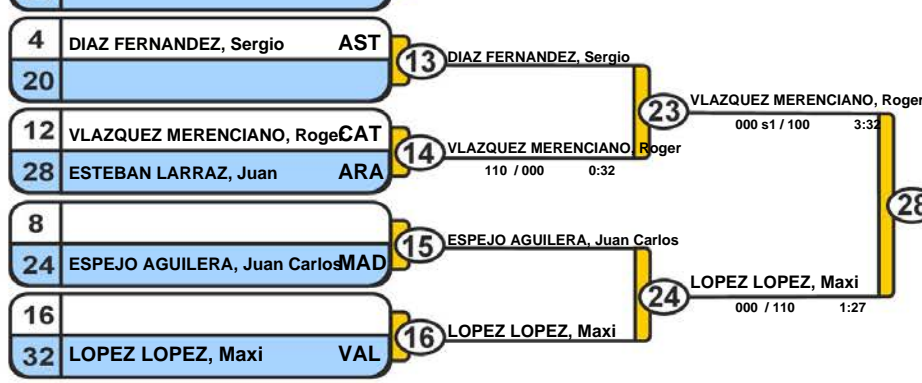 4 DIAZ FERNANDEZ, Sergio AST
20
13 DIAZ FERNANDEZ, Sergio
12 VLAZQUEZ MERENCIANO, Roger CAT
28 ESTEBAN LARRAZ, Juan ARA
14 VLAZQUEZ MERENCIANO, Roger
110 / 000 0:32
23 VLAZQUEZ MERENCIANO, Roger
000 s1 / 100 3:32
8
24 ESPEJO AGUILERA, Juan Carlos MAD
15 ESPEJO AGUILERA, Juan Carlos
16
32 LOPEZ LOPEZ, Maxi VAL
16 LOPEZ LOPEZ, Maxi
24 LOPEZ LOPEZ, Maxi
000 / 110 1:27
28